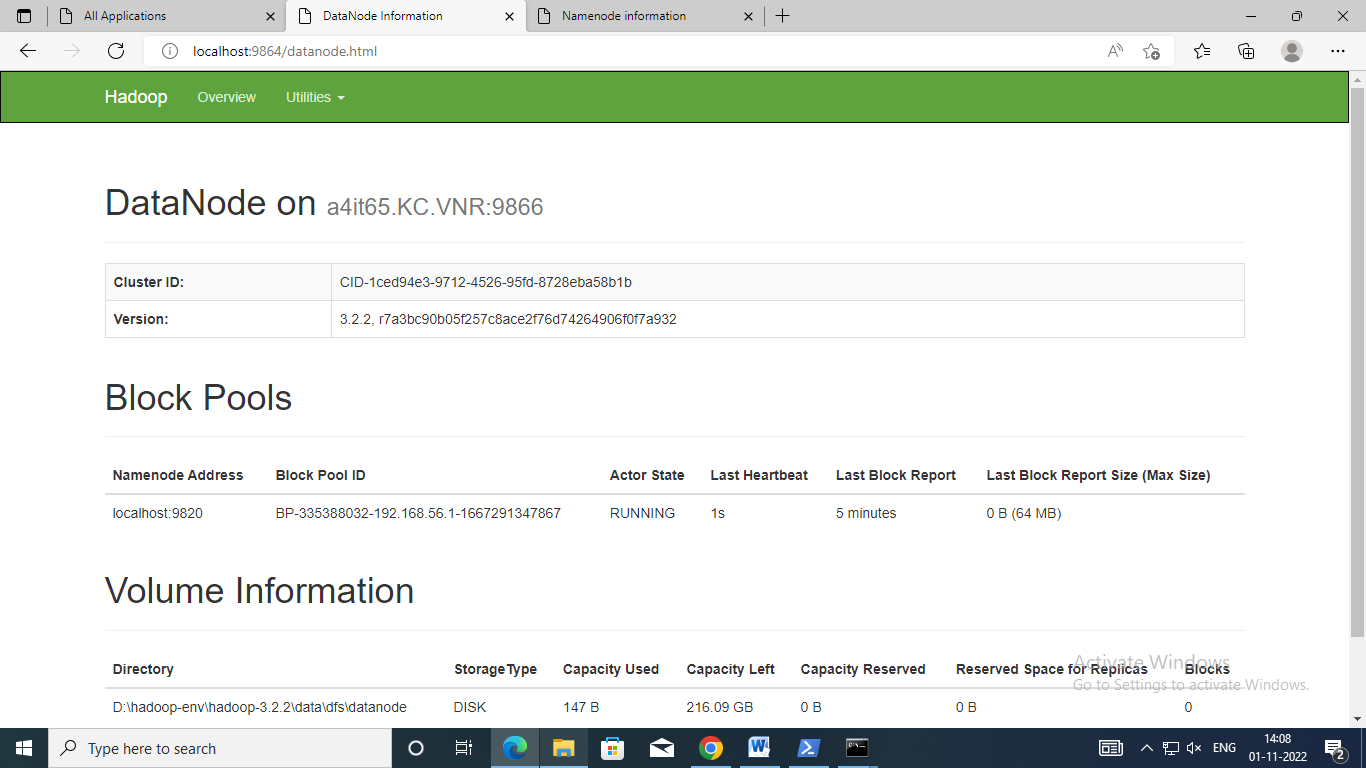 All Applications
DataNode Information
Namenode information
localhost:9864/datanode.html
Hadoop Overview Utilities
DataNode on a4it65.KC.VNR:9866
Cluster ID: CID-1ced94e3-9712-4526-95fd-8728eba58b1b
Version: 3.2.2, r7a3bc90b05f257c8ace2f76d74264906f0f7a932
Block Pools
Namenode Address Block Pool ID Actor State Last Heartbeat Last Block Report Last Block Report Size (Max Size)
localhost:9820 BP-335388032-192.168.56.1-1667291347867 RUNNING 1s 5 minutes 0 B (64 MB)
Volume Information
Directory StorageType Capacity Used Capacity Left Capacity Reserved Reserved Space for Replicas Blocks
D:\hadoop-env\hadoop-3.2.2\data\dfs\datanode DISK 147 B 216.09 GB 0 B 0 B 0
Activate Windows
Go to Settings to activate Windows.
Type here to search
ENG
14:08
01-11-2022
2